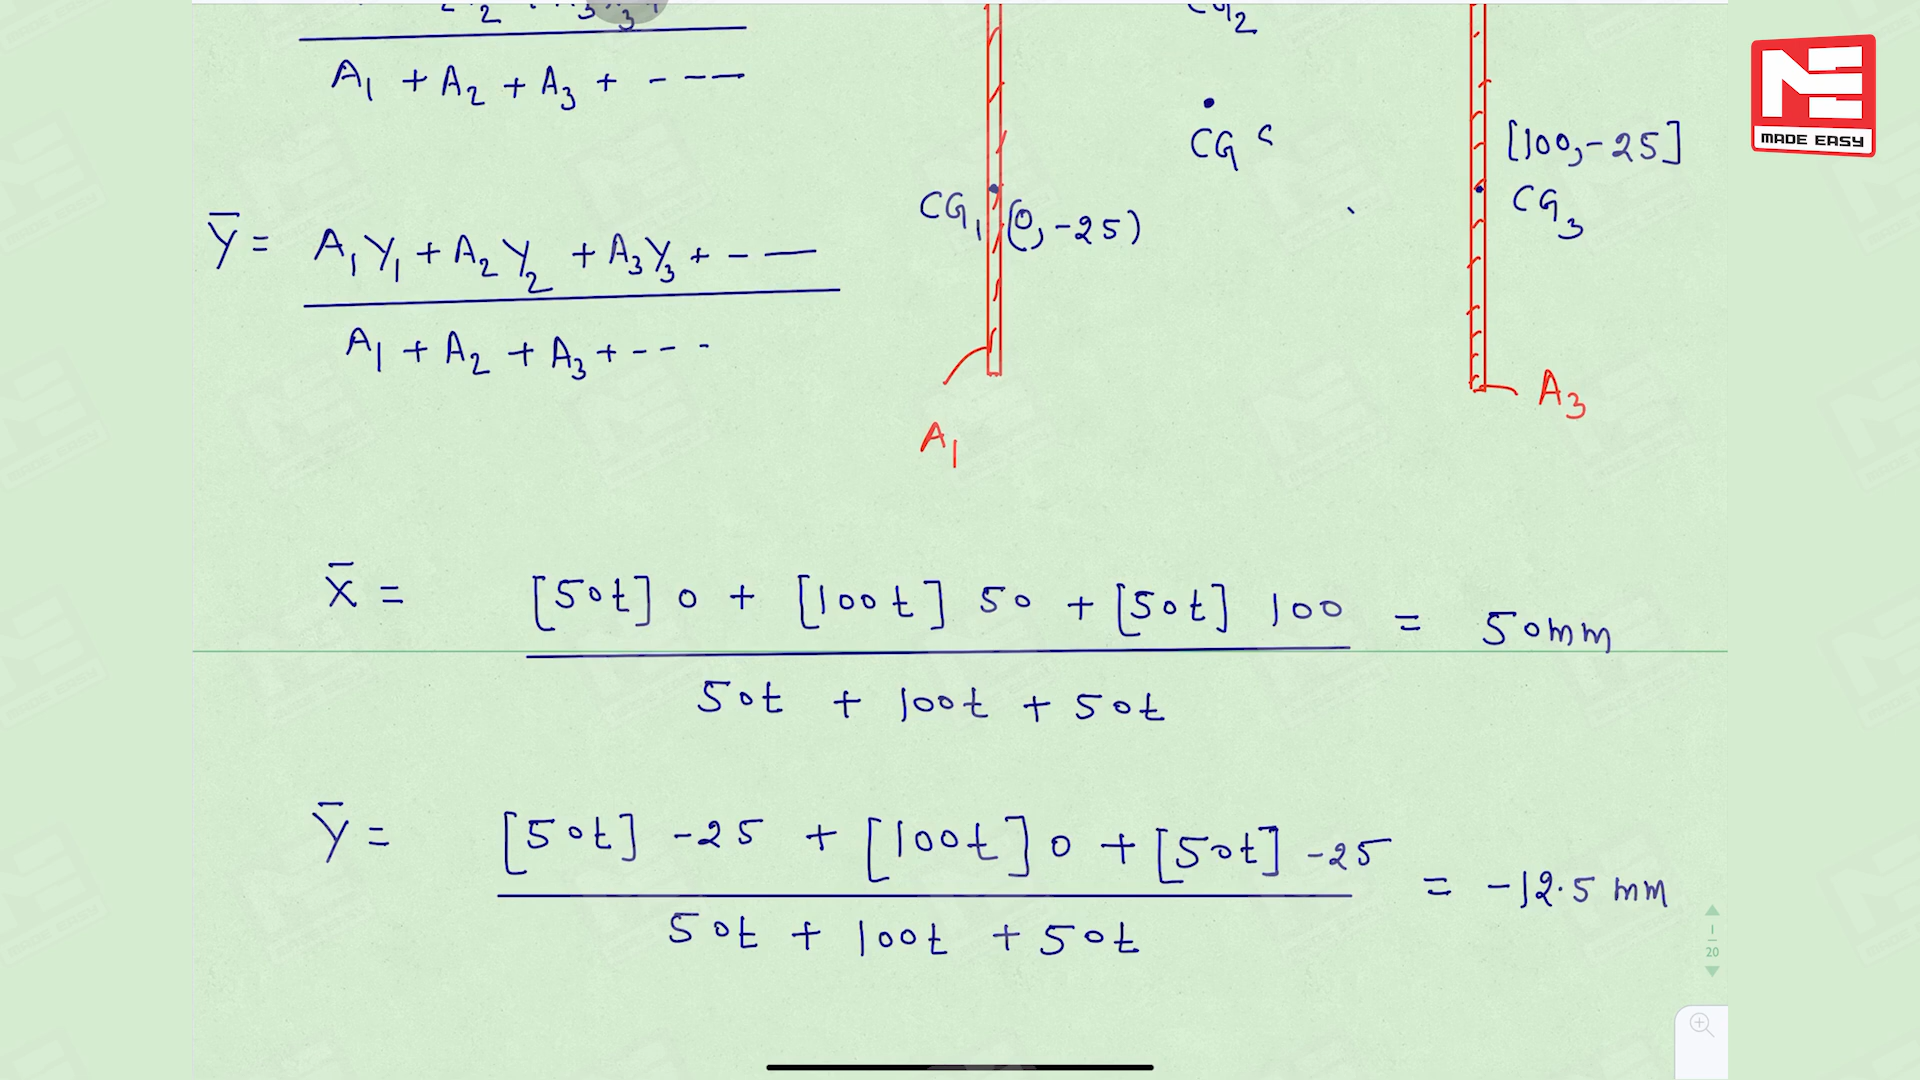 A1 + A2 + A3 + - - -
CG2
CG
[100,-25]
CG3
CG1 (0,-25)
Y̅ = A1Y1 + A2Y2 + A3Y3 + - -
A1 + A2 + A3 + - - -
A3
A1
X̅ = [50t] 0 + [100t] 50 + [50t] 100 = 50mm
50t + 100t + 50t
Y̅ = [50t] -25 + [100t] 0 + [50t] -25 = -12.5 mm
50t + 100t + 50t
1
20
MADE EASY